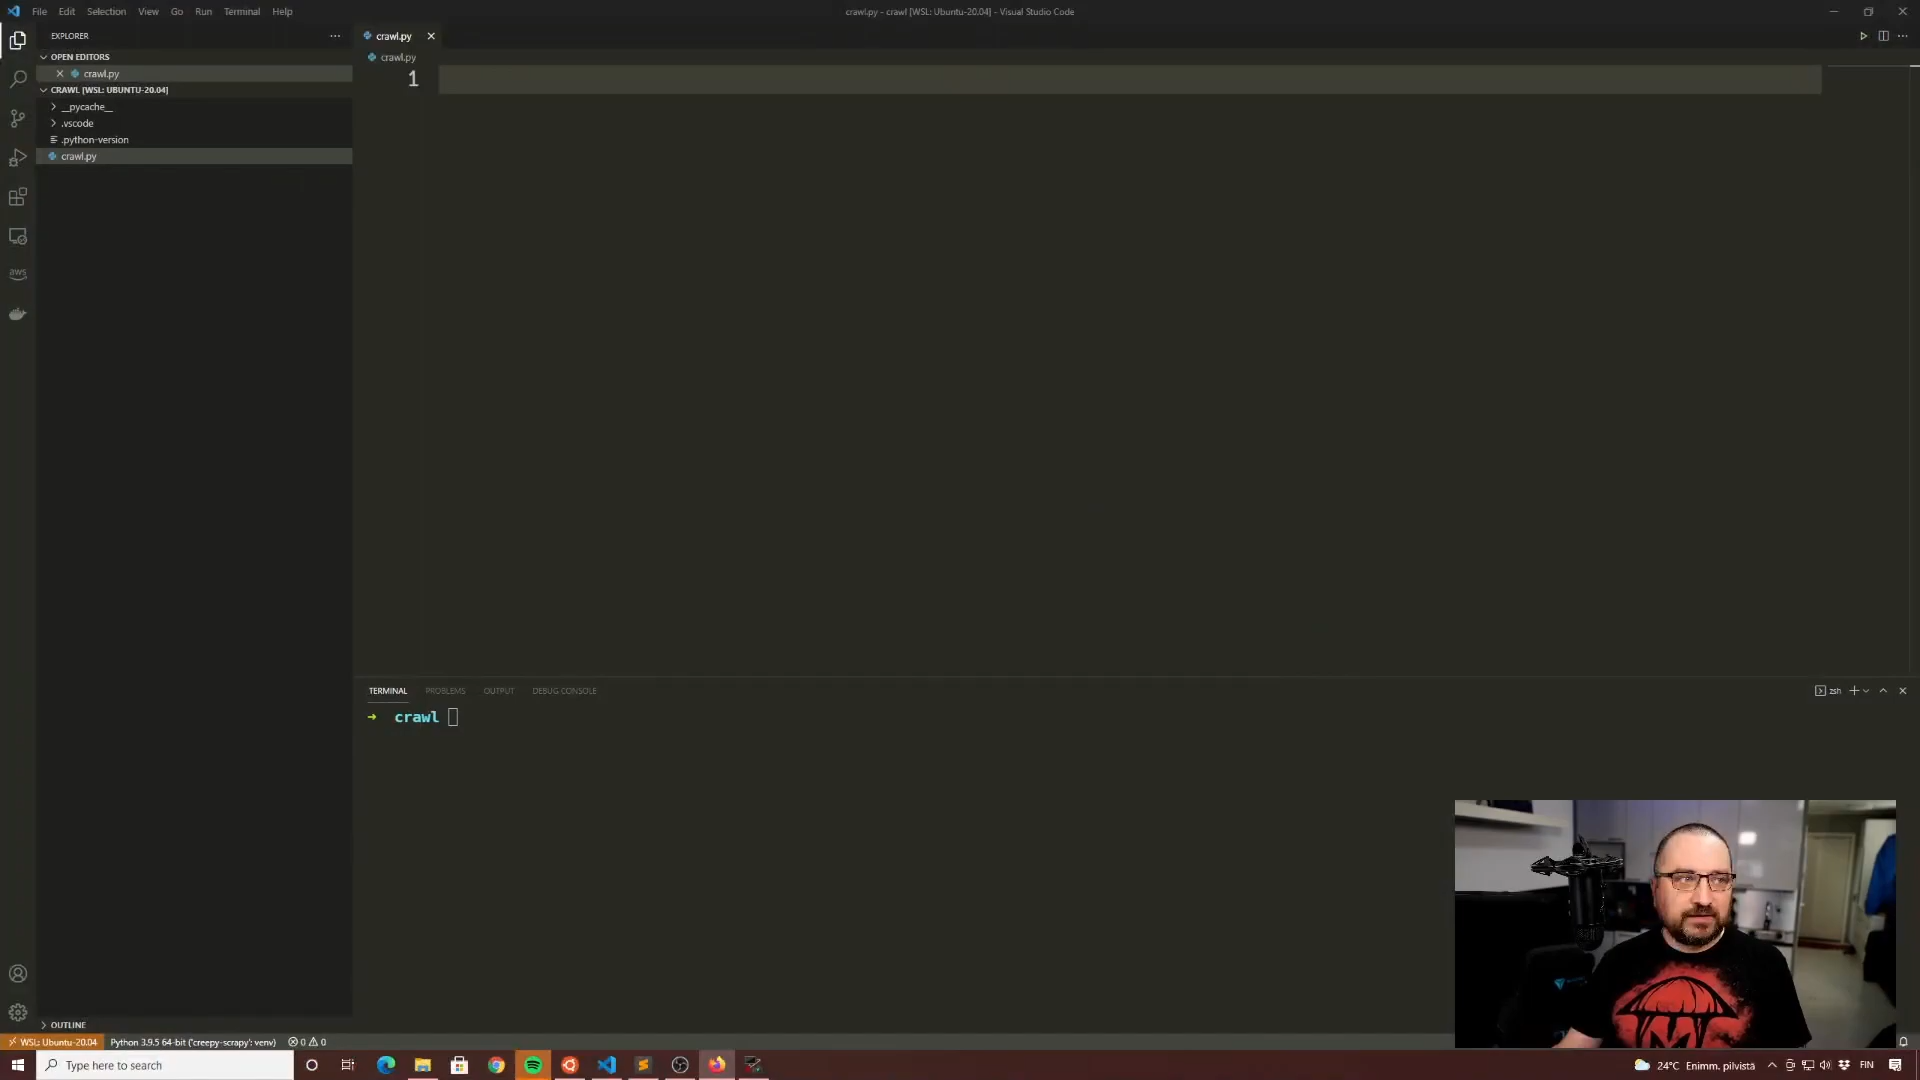 File Edit Selection View Go Run Terminal Help
crawl.py - crawl [WSL: Ubuntu-20.04] - Visual Studio Code
EXPLORER
OPEN EDITORS
crawl.py
CRAWL [WSL: UBUNTU-20.04]
__pycache__
.vscode
.python-version
crawl.py
aws
OUTLINE
crawl.py
crawl.py
1
TERMINAL PROBLEMS OUTPUT DEBUG CONSOLE
zsh
→ crawl
WSL: Ubuntu-20.04 Python 3.9.5 64-bit ('creepy-scrapy': venv) 0 0
Type here to search
24°C Enimm. pilvistä
FIN